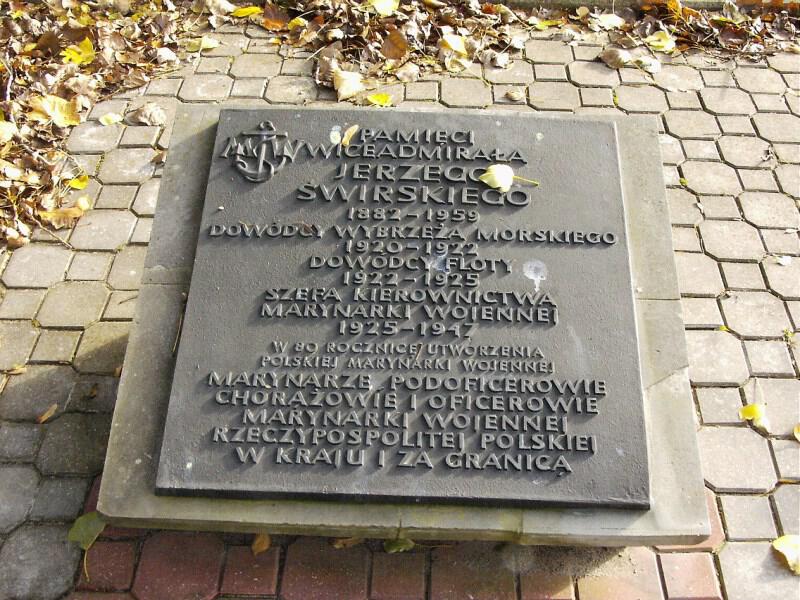 MW
PAMIĘCI
WICEADMIRAŁA
JERZEGO
ŚWIRSKIEGO
1882-1959
DOWÓDCY WYBRZEŻA MORSKIEGO
1920-1922
DOWÓDCY FLOTY
1922-1925
SZEFA KIEROWNICTWA
MARYNARKI WOJENNEJ
1925-1947
W 80 ROCZNICĘ UTWORZENIA
POLSKIEJ MARYNARKI WOJENNEJ
MARYNARZE, PODOFICEROWIE
CHORĄŻOWIE I OFICEROWIE
MARYNARKI WOJENNEJ
RZECZYPOSPOLITEJ POLSKIEJ
W KRAJU I ZA GRANICĄ